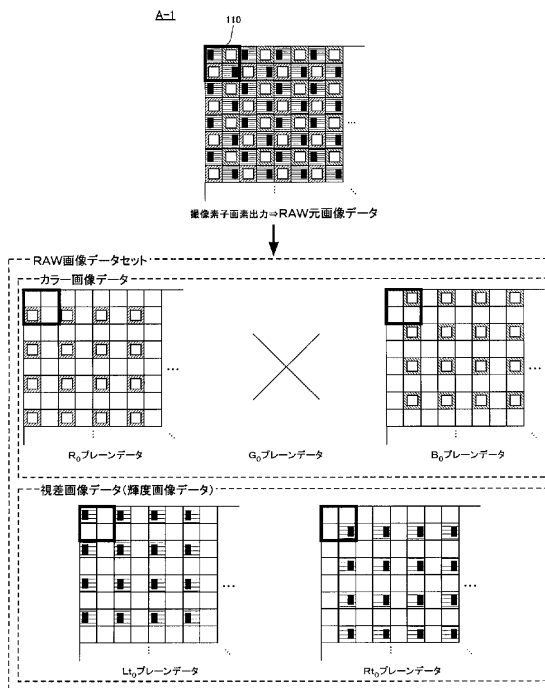 A-1
110
撮像素子画素出力⇒RAW元画像データ
RAW画像データセット
カラー画像データ
R₀プレーンデータ
G₀プレーンデータ
B₀プレーンデータ
視差画像データ(輝度画像データ)
Lt₀プレーンデータ
Rt₀プレーンデータ